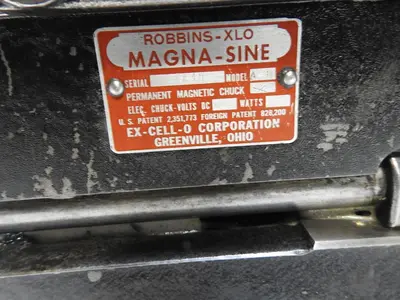 ROBBINS-XLO
MAGNA-SINE
SERIAL MODEL
PERMANENT MAGNETIC CHUCK
ELEC. CHUCK-VOLTS DC WATTS
U. S. PATENT 2,351,773 FOREIGN PATENT 829,200
EX-CELL-O CORPORATION
GREENVILLE, OHIO